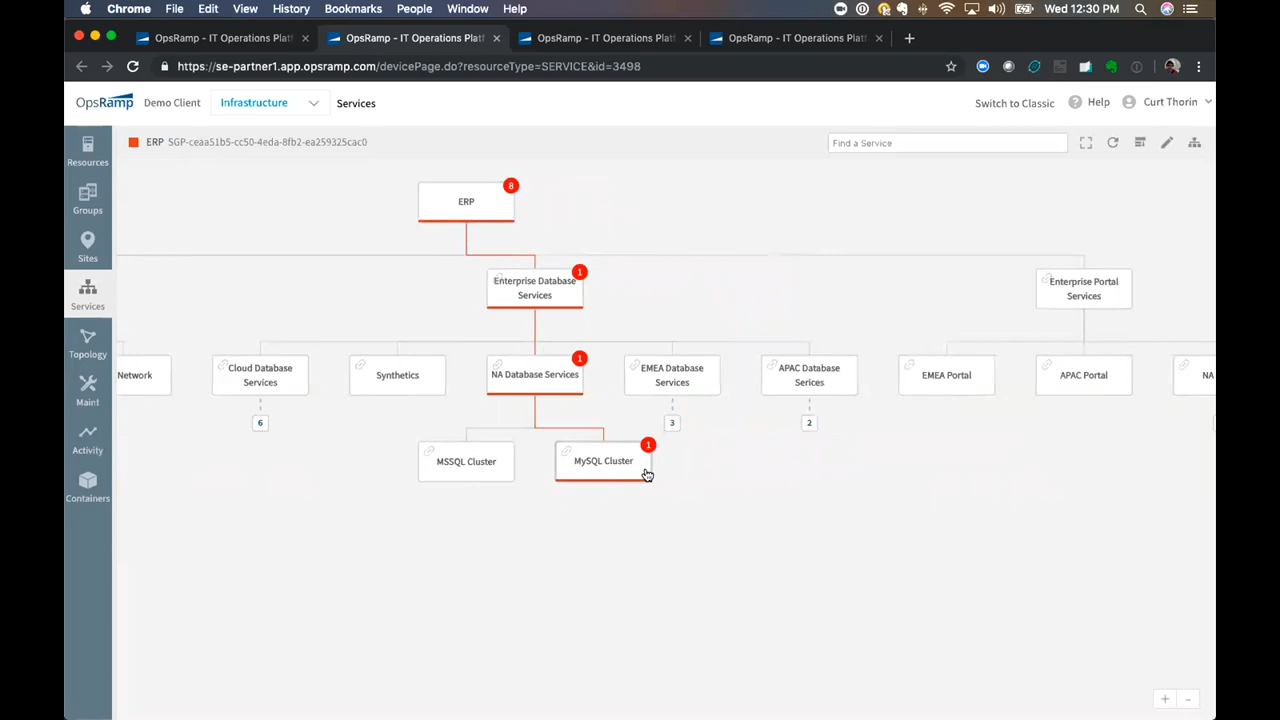 Chrome File Edit View History Bookmarks People Window Help Wed 12:30 PM
OpsRamp - IT Operations Platf
OpsRamp - IT Operations Platf
OpsRamp - IT Operations Platf
OpsRamp - IT Operations Platf
https://se-partner1.app.opsramp.com/devicePage.do?resourceType=SERVICE&id=3498
OpsRamp Demo Client Infrastructure Services Switch to Classic Help Curt Thorin
ERP SGP-ceaa51b5-cc50-4eda-8fb2-ea259325cac0 Find a Service
Resources
Groups
Sites
Services
Topology
Maint
Activity
Containers
8
ERP
1
Enterprise Database
Services
Enterprise Portal
Services
Network
Cloud Database
Services
6
Synthetics
1
NA Database Services
EMEA Database
Services
3
APAC Database
Serices
2
EMEA Portal
APAC Portal
NA
MSSQL Cluster
1
MySQL Cluster
+ -